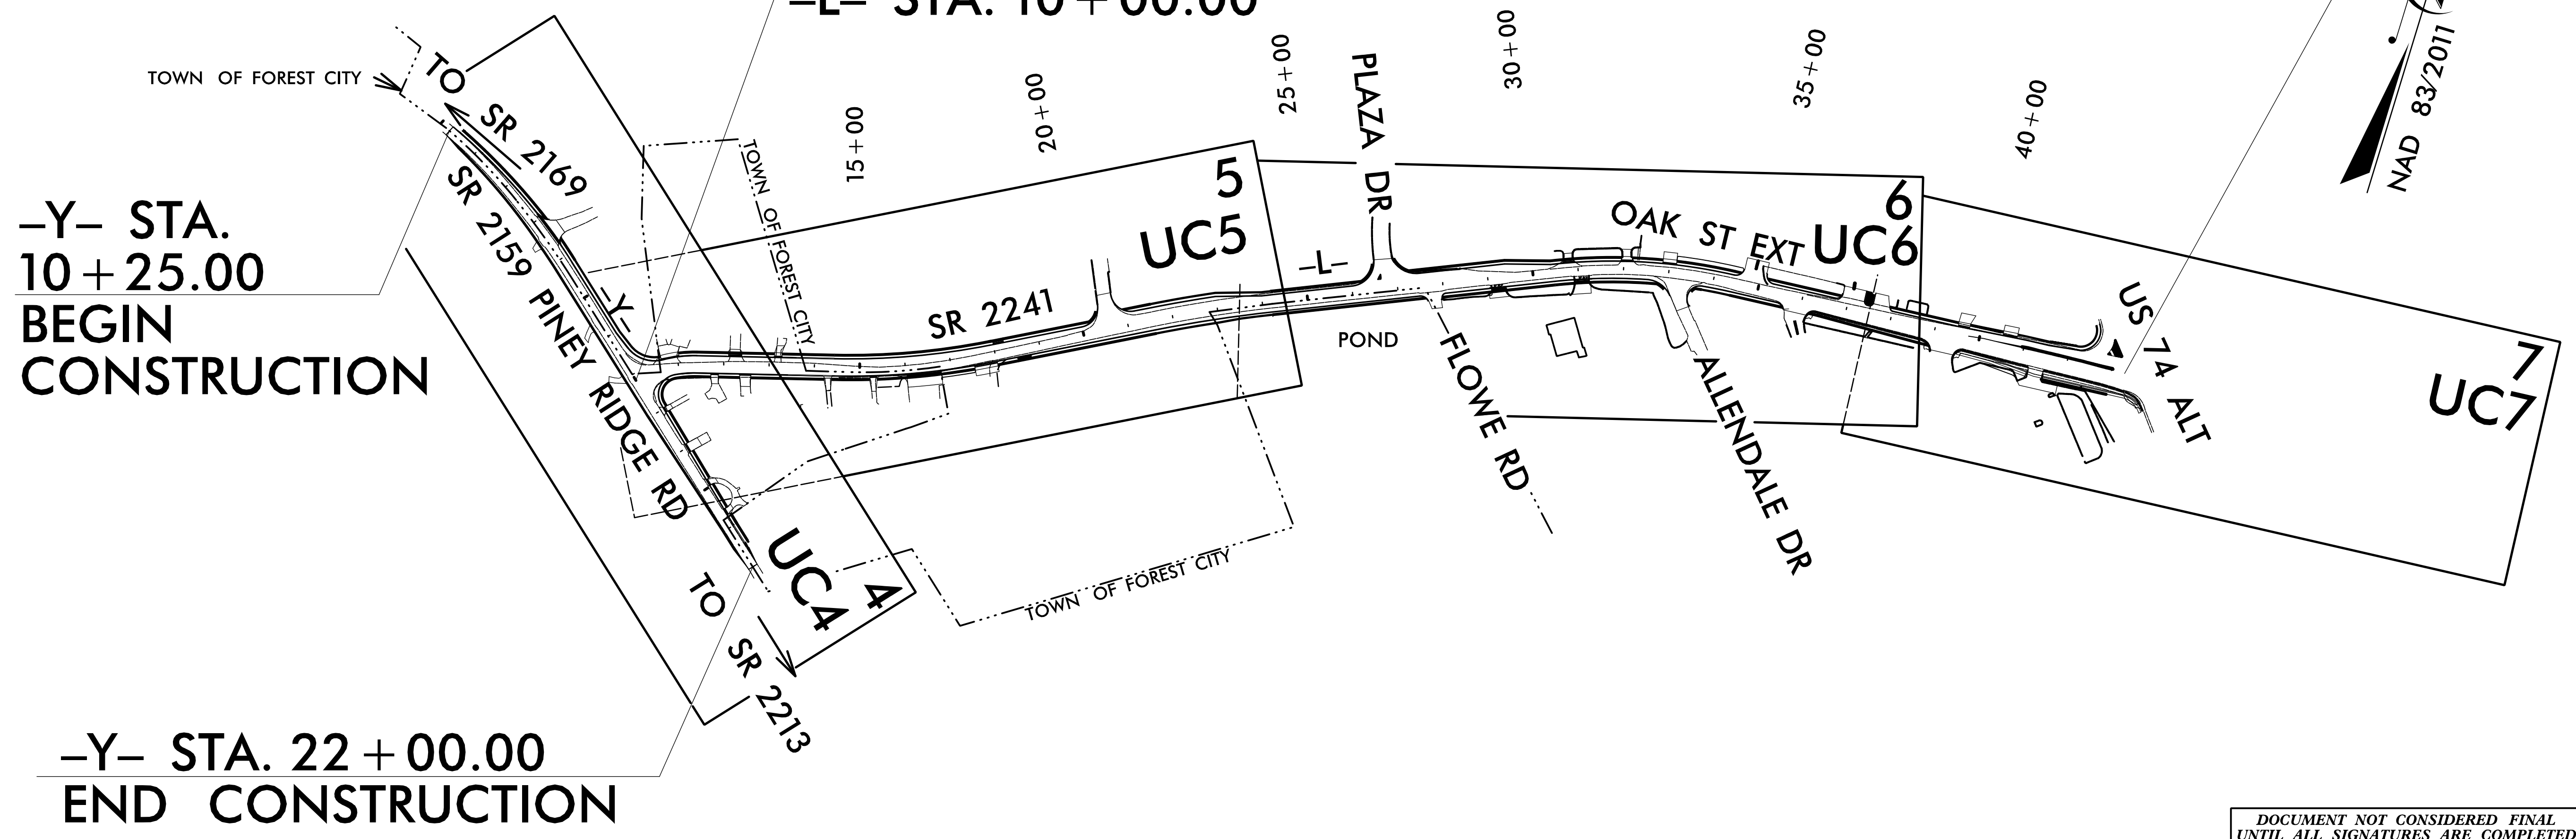 -L- STA. 10+00.00
TOWN OF FOREST CITY
TO SR 2169
SR 2159 PINEY RIDGE RD
-Y-
-Y- STA.
10+25.00
BEGIN
CONSTRUCTION
TOWN OF FOREST CITY
15+00
20+00
25+00
30+00
35+00
40+00
PLAZA DR
NAD 83/2011
5
UC5
SR 2241
-L-
OAK ST EXT
6
UC6
POND
FLOWE RD
ALLENDALE DR
US 74 ALT
7
UC7
4
UC4
TO SR 2213
TOWN OF FOREST CITY
-Y- STA. 22+00.00
END CONSTRUCTION
DOCUMENT NOT CONSIDERED FINAL
UNTIL ALL SIGNATURES ARE COMPLETED